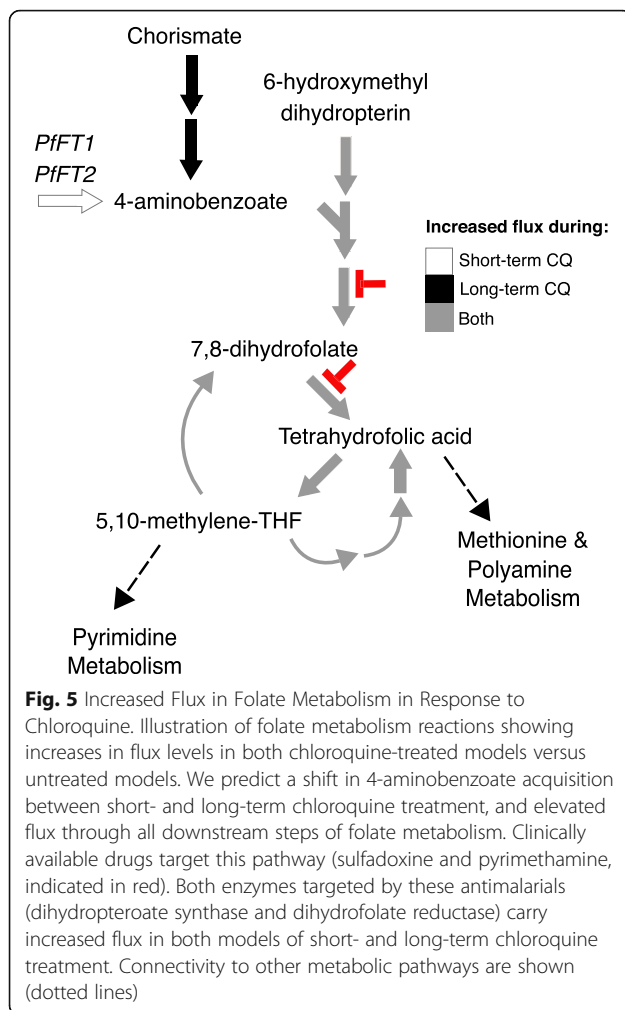 Chorismate
6-hydroxymethyl
dihydropterin
PfFT1
PfFT2
4-aminobenzoate
Increased flux during:
Short-term CQ
Long-term CQ
Both
7,8-dihydrofolate
Tetrahydrofolic acid
5,10-methylene-THF
Methionine &
Polyamine
Metabolism
Pyrimidine
Metabolism
Fig. 5 Increased Flux in Folate Metabolism in Response to
Chloroquine. Illustration of folate metabolism reactions showing
increases in flux levels in both chloroquine-treated models versus
untreated models. We predict a shift in 4-aminobenzoate acquisition
between short- and long-term chloroquine treatment, and elevated
flux through all downstream steps of folate metabolism. Clinically
available drugs target this pathway (sulfadoxine and pyrimethamine,
indicated in red). Both enzymes targeted by these antimalarials
(dihydropteroate synthase and dihydrofolate reductase) carry
increased flux in both models of short- and long-term chloroquine
treatment. Connectivity to other metabolic pathways are shown
(dotted lines)